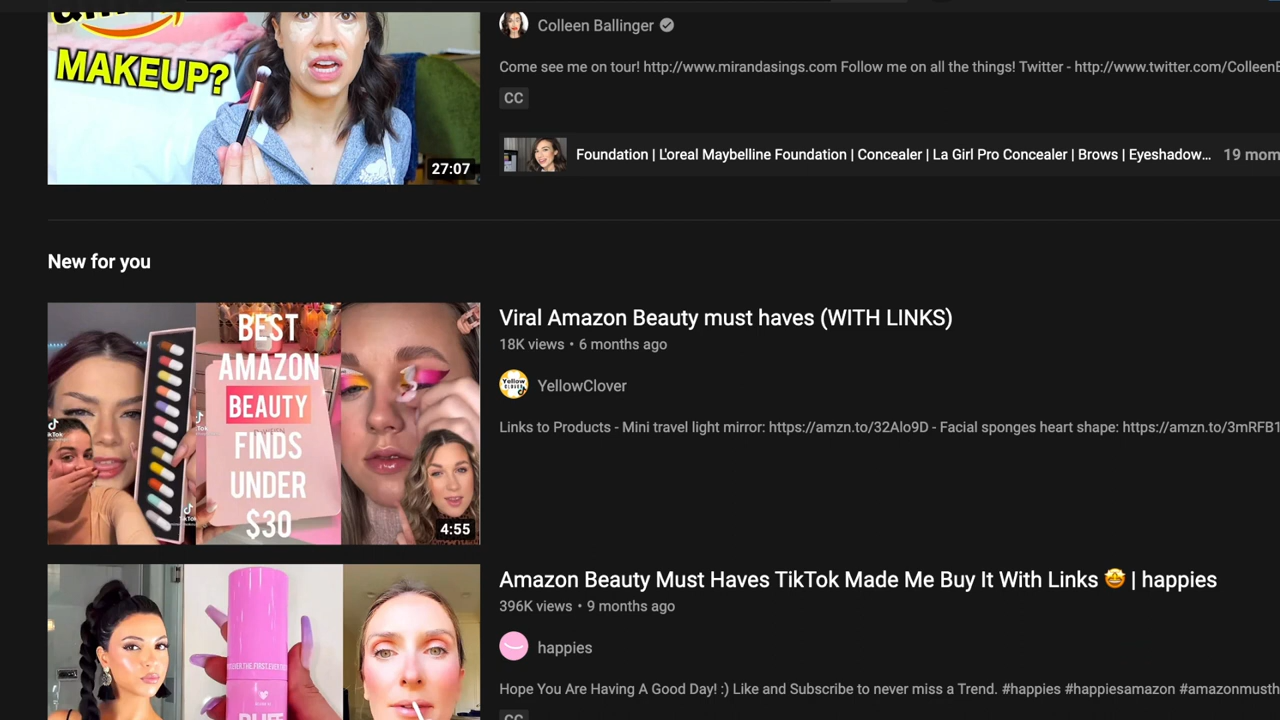 MAKEUP?
27:07
Colleen Ballinger
Come see me on tour! http://www.mirandasings.com Follow me on all the things! Twitter - http://www.twitter.com/ColleenB
CC
Foundation | L'oreal Maybelline Foundation | Concealer | La Girl Pro Concealer | Brows | Eyeshadow... 19 mom
New for you
BEST
AMAZON
BEAUTY
FINDS
UNDER
$30
TikTok
4:55
Viral Amazon Beauty must haves (WITH LINKS)
18K views • 6 months ago
Yellow
CLOVER
YellowClover
Links to Products - Mini travel light mirror: https://amzn.to/32Alo9D - Facial sponges heart shape: https://amzn.to/3mRFB1
Amazon Beauty Must Haves TikTok Made Me Buy It With Links 🤩 | happies
396K views • 9 months ago
happies
Hope You Are Having A Good Day! :) Like and Subscribe to never miss a Trend. #happies #happiesamazon #amazonmusth
CC